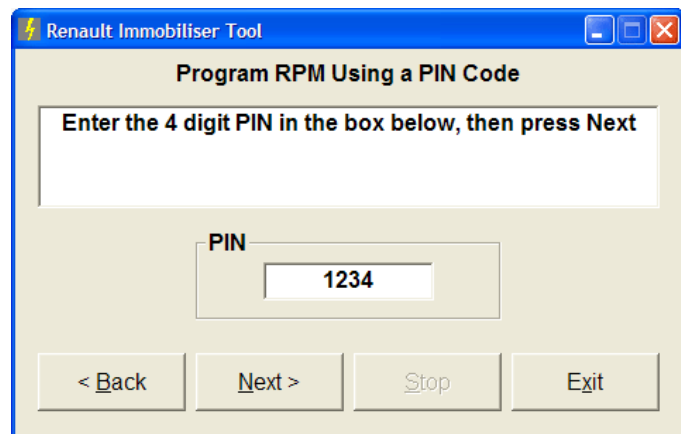 Renault Immobiliser Tool
Program RPM Using a PIN Code
Enter the 4 digit PIN in the box below, then press Next
PIN
1234
< Back Next > Stop Exit